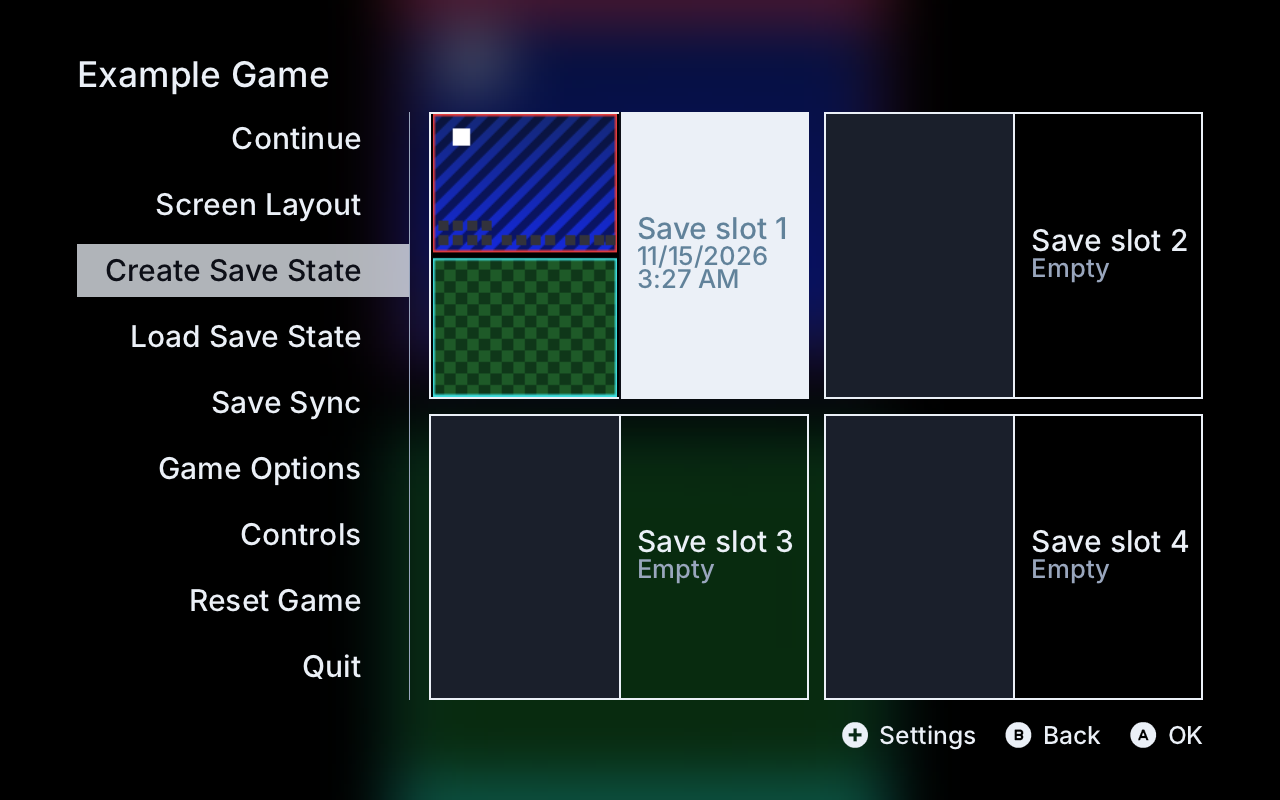 Example Game
Continue
Screen Layout
Create Save State
Load Save State
Save Sync
Game Options
Controls
Reset Game
Quit
Save slot 1
11/15/2026
3:27 AM
Save slot 2
Empty
Save slot 3
Empty
Save slot 4
Empty
Settings
B Back
A OK